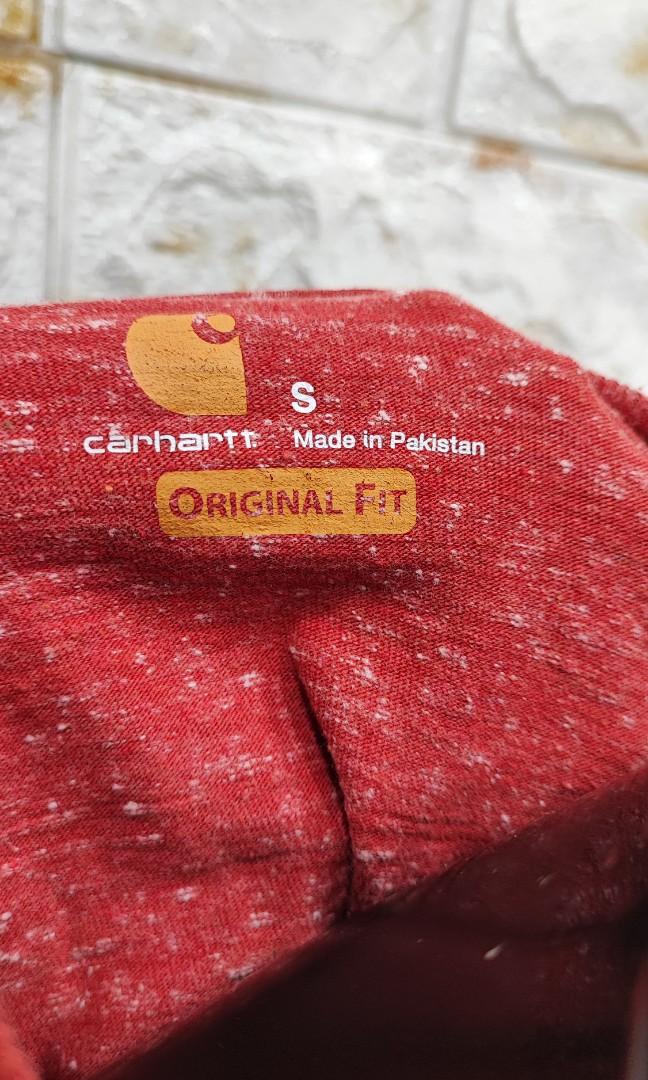 S
carhartt
Made in Pakistan
ORIGINAL FIT